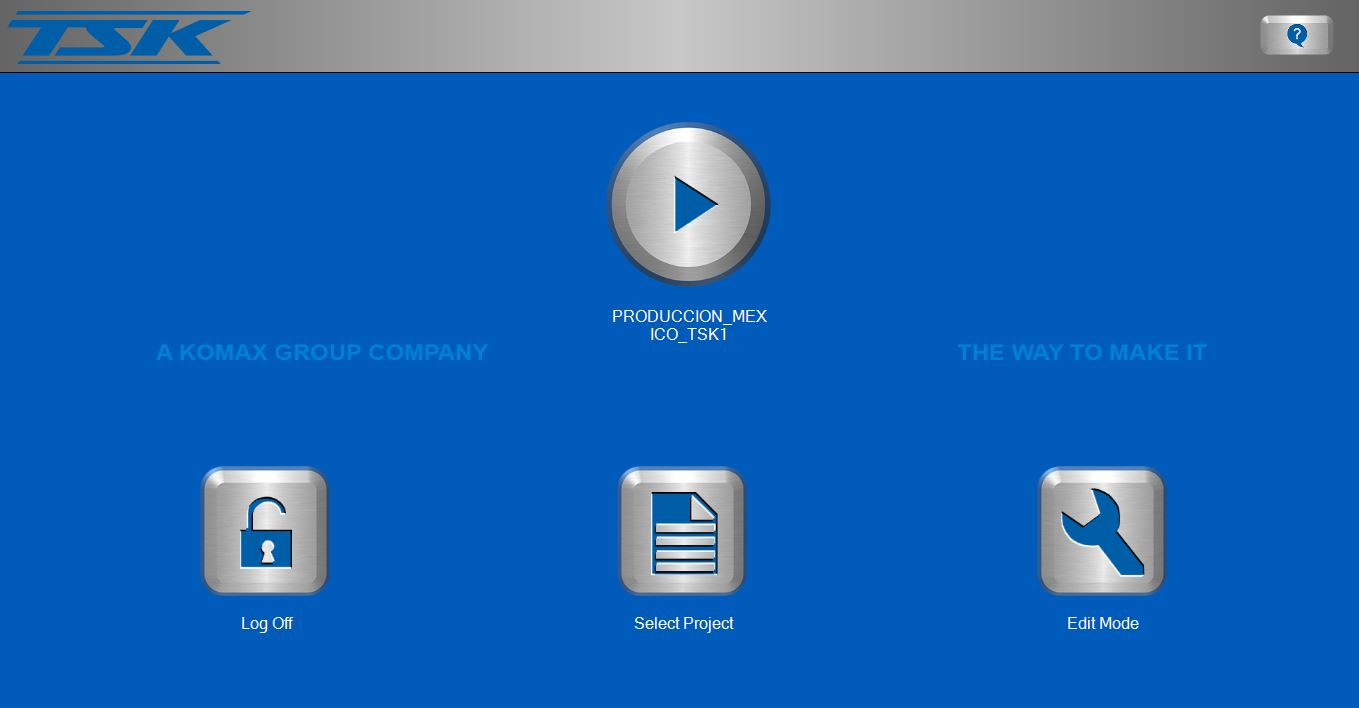 TSK
?
PRODUCCION_MEX
ICO_TSK1
A KOMAX GROUP COMPANY
THE WAY TO MAKE IT
Log Off
Select Project
Edit Mode